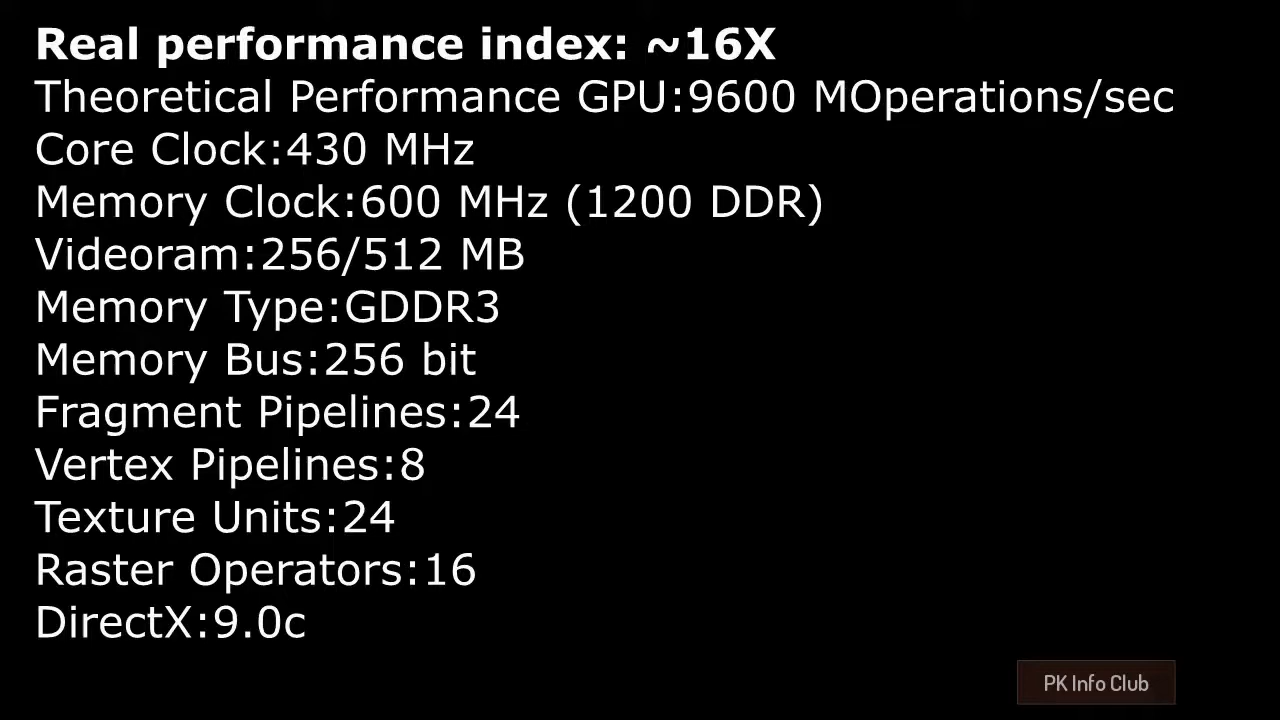 Real performance index: ~16X
Theoretical Performance GPU:9600 MOperations/sec
Core Clock:430 MHz
Memory Clock:600 MHz (1200 DDR)
Videoram:256/512 MB
Memory Type:GDDR3
Memory Bus:256 bit
Fragment Pipelines:24
Vertex Pipelines:8
Texture Units:24
Raster Operators:16
DirectX:9.0c
PK Info Club